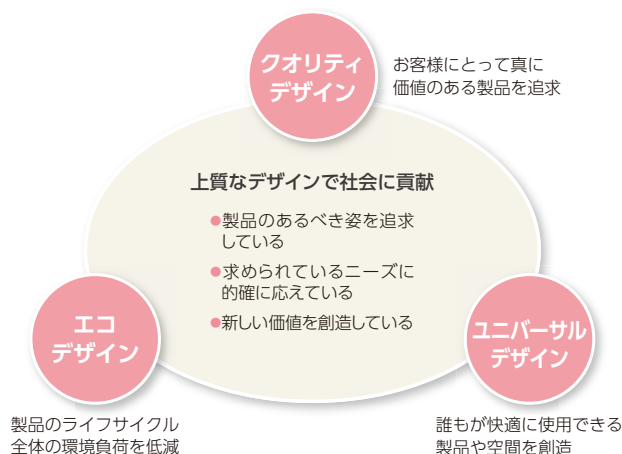 クオリティ
デザイン
お客様にとって真に
価値のある製品を追求
上質なデザインで社会に貢献
●製品のあるべき姿を追求
している
●求められているニーズに
的確に応えている
●新しい価値を創造している
エコ
デザイン
製品のライフサイクル
全体の環境負荷を低減
ユニバーサル
デザイン
誰もが快適に使用できる
製品や空間を創造